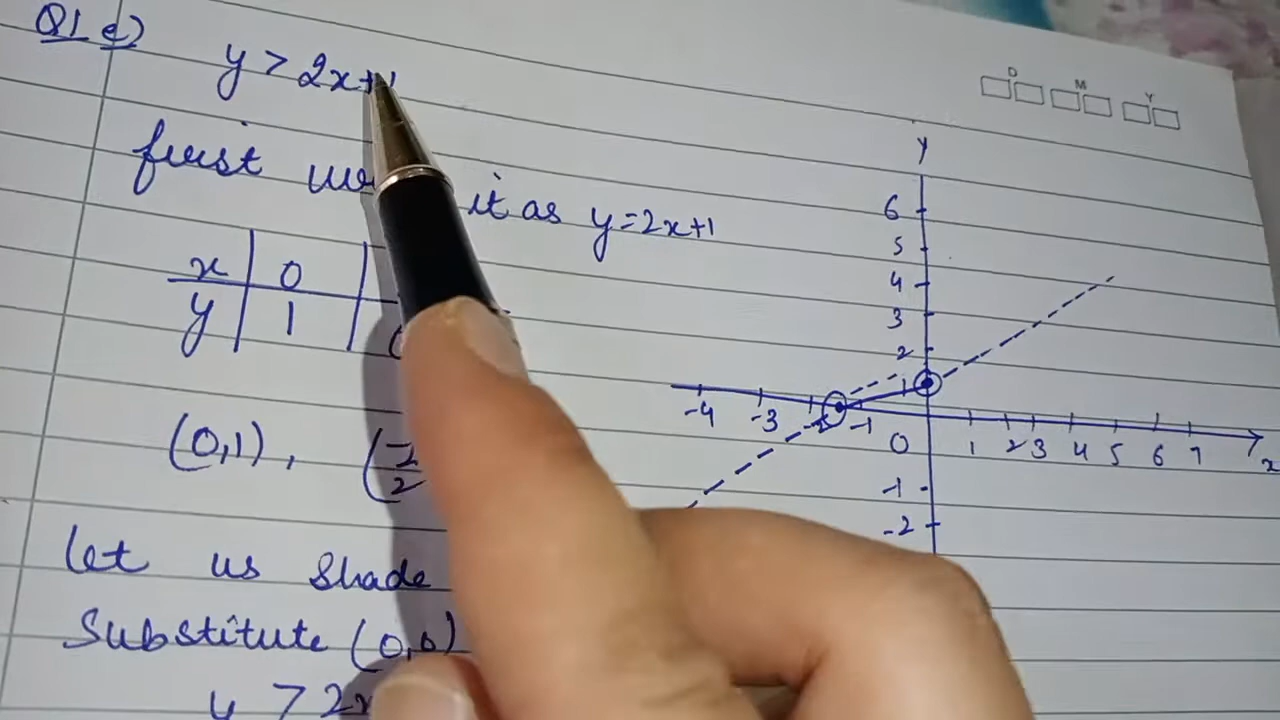 Q1 c)
y > 2x+1
first it as y=2x+1
x 0
y 1
(0,1),
let us shade
Substitute (0,0)
y > 2x
D M Y
y
6
5
4
3
2
1
-4 -3 -2 -1 0 1 2 3 4 5 6 7 x
-1
-2